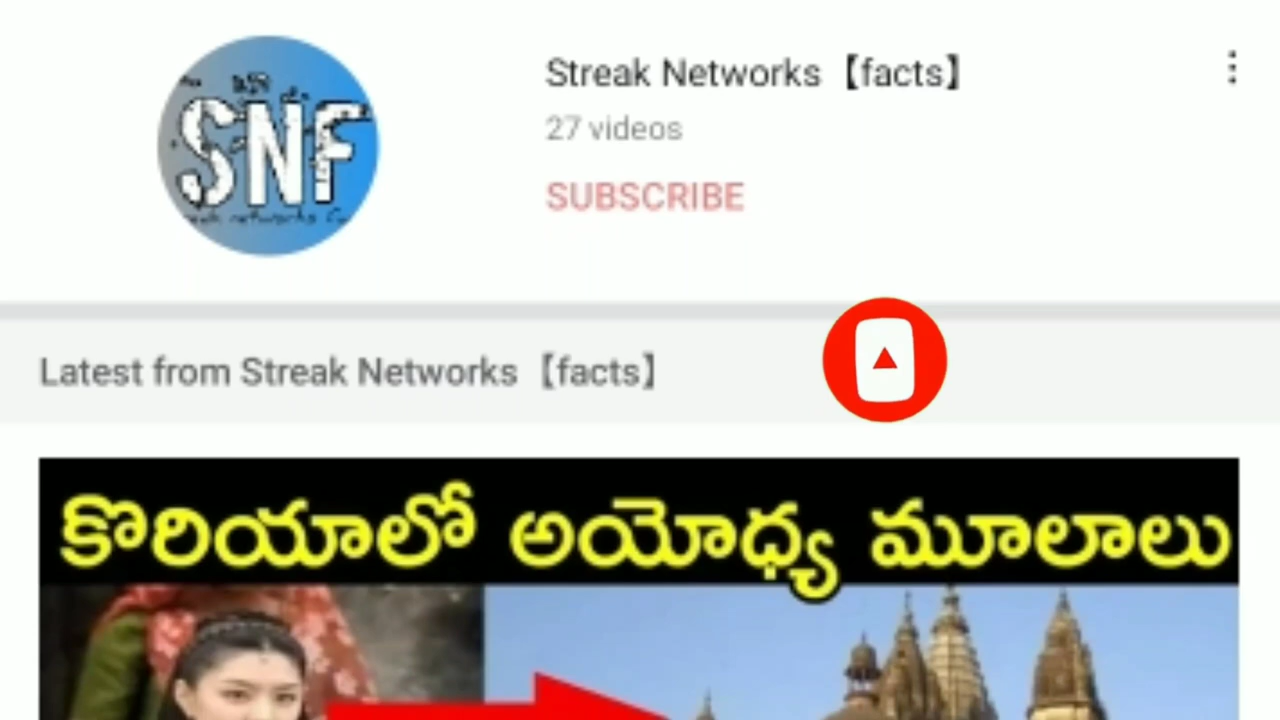 SNF
Streak Networks【facts】
27 videos
SUBSCRIBE
Latest from Streak Networks【facts】
కొరియాలో అయోధ్య మూలాలు